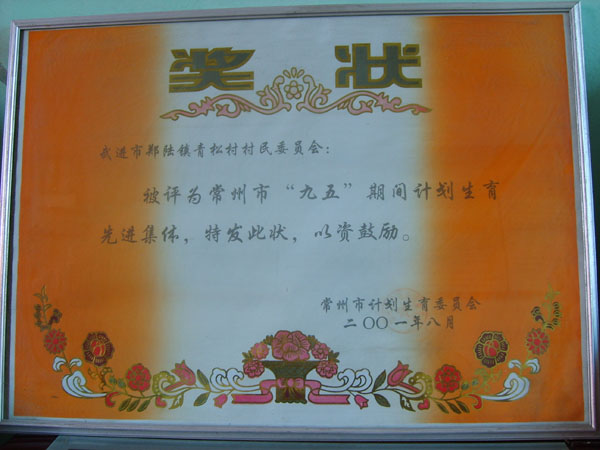 奖状
武进市郑陆镇青松村村民委员会：
被评为常州市“九五”期间计划生育
先进集体，特发此状，以资鼓励。
常州市计划生育委员会
二〇〇一年八月